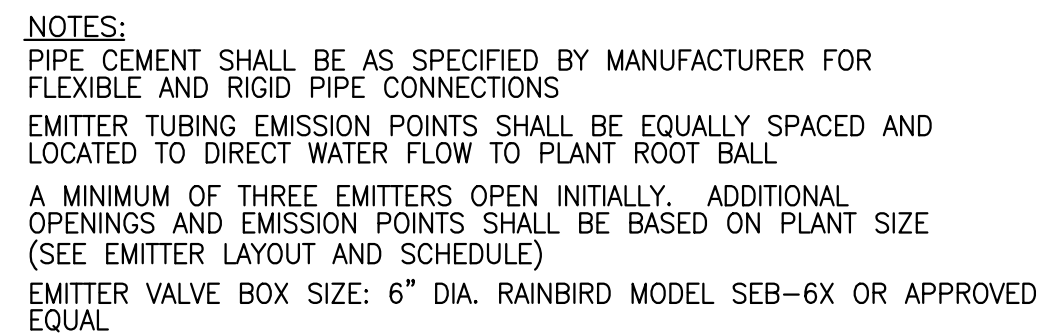 NOTES:
PIPE CEMENT SHALL BE AS SPECIFIED BY MANUFACTURER FOR
FLEXIBLE AND RIGID PIPE CONNECTIONS
EMITTER TUBING EMISSION POINTS SHALL BE EQUALLY SPACED AND
LOCATED TO DIRECT WATER FLOW TO PLANT ROOT BALL
A MINIMUM OF THREE EMITTERS OPEN INITIALLY. ADDITIONAL
OPENINGS AND EMISSION POINTS SHALL BE BASED ON PLANT SIZE
(SEE EMITTER LAYOUT AND SCHEDULE)
EMITTER VALVE BOX SIZE: 6” DIA. RAINBIRD MODEL SEB–6X OR APPROVED
EQUAL